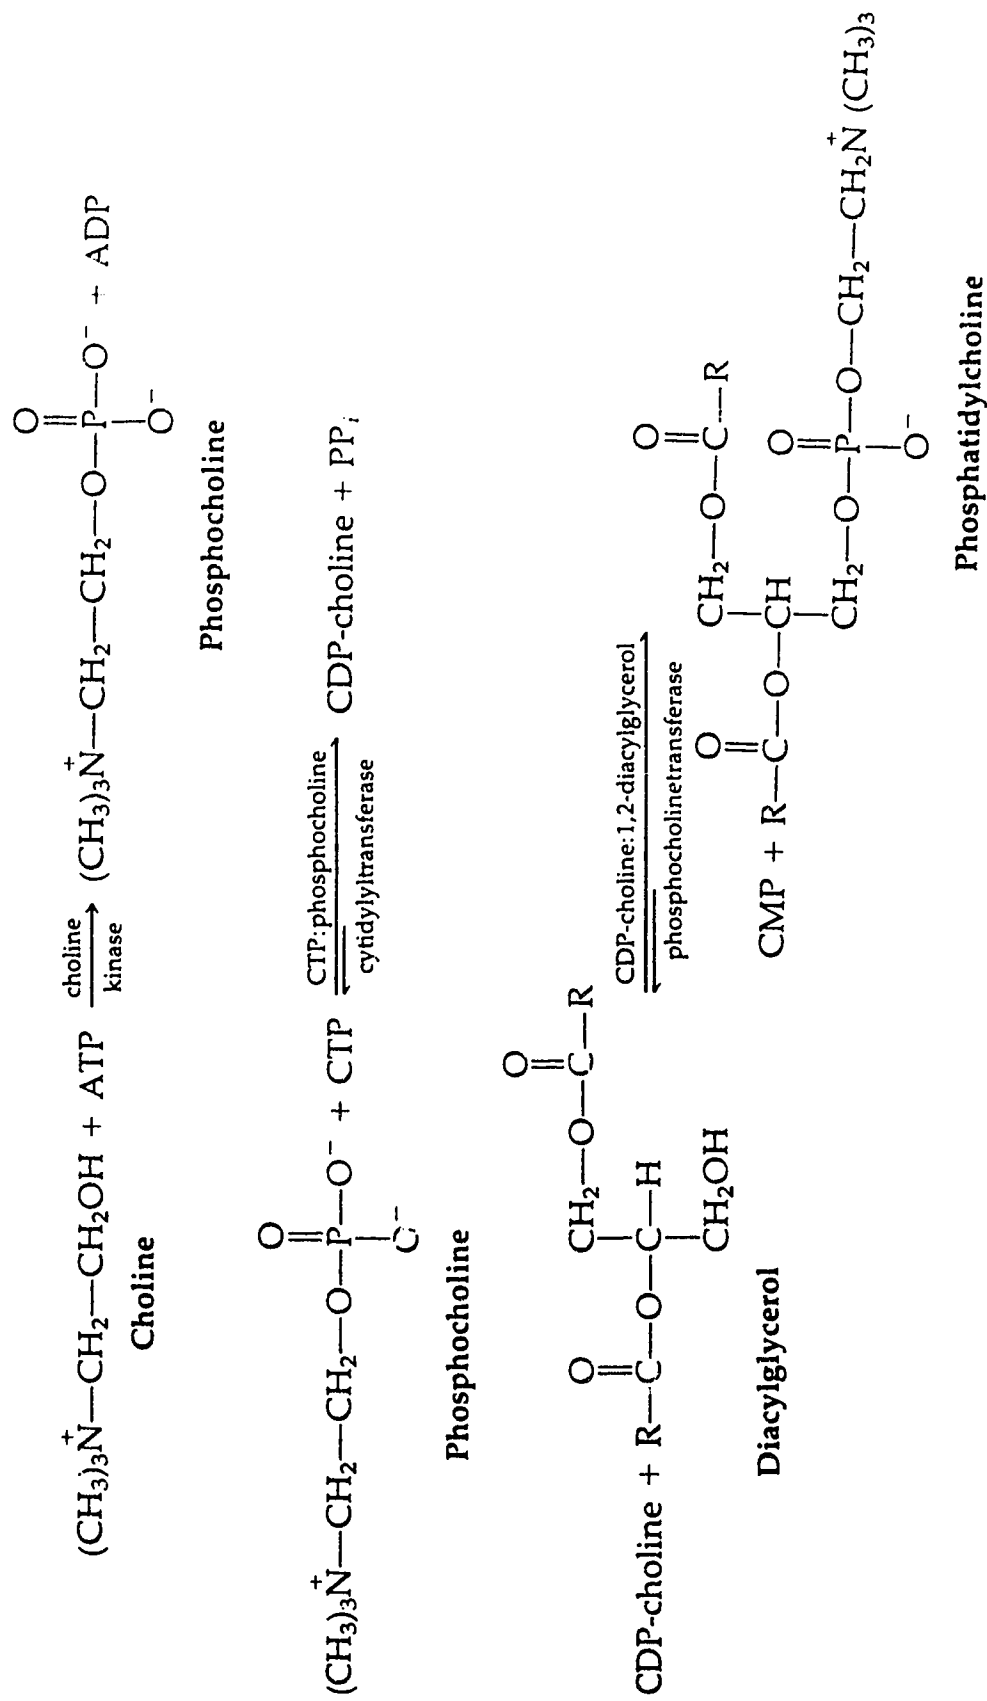 O
(CH₃)₃N⁺—CH₂—CH₂OH + ATP choline kinase → (CH₃)₃N⁺—CH₂—CH₂—O—P—O⁻ + ADP
O⁻
Choline
Phosphocholine
O
(CH₃)₃N⁺—CH₂—CH₂—O—P—O⁻ + CTP CTP:phosphocholine cytidylyltransferase ⇌ CDP-choline + PPᵢ
Phosphocholine
O
CH₂—O—C—R
O
CDP-choline + R—C—O—C—H
CH₂OH
Diacylglycerol
CDP-choline:1,2-diacylglycerol
phosphocholinetransferase
O
CH₂—O—C—R
O
CMP + R—C—O—CH
O
CH₂—O—P—O—CH₂—CH₂N⁺ (CH₃)₃
O⁻
Phosphatidylcholine